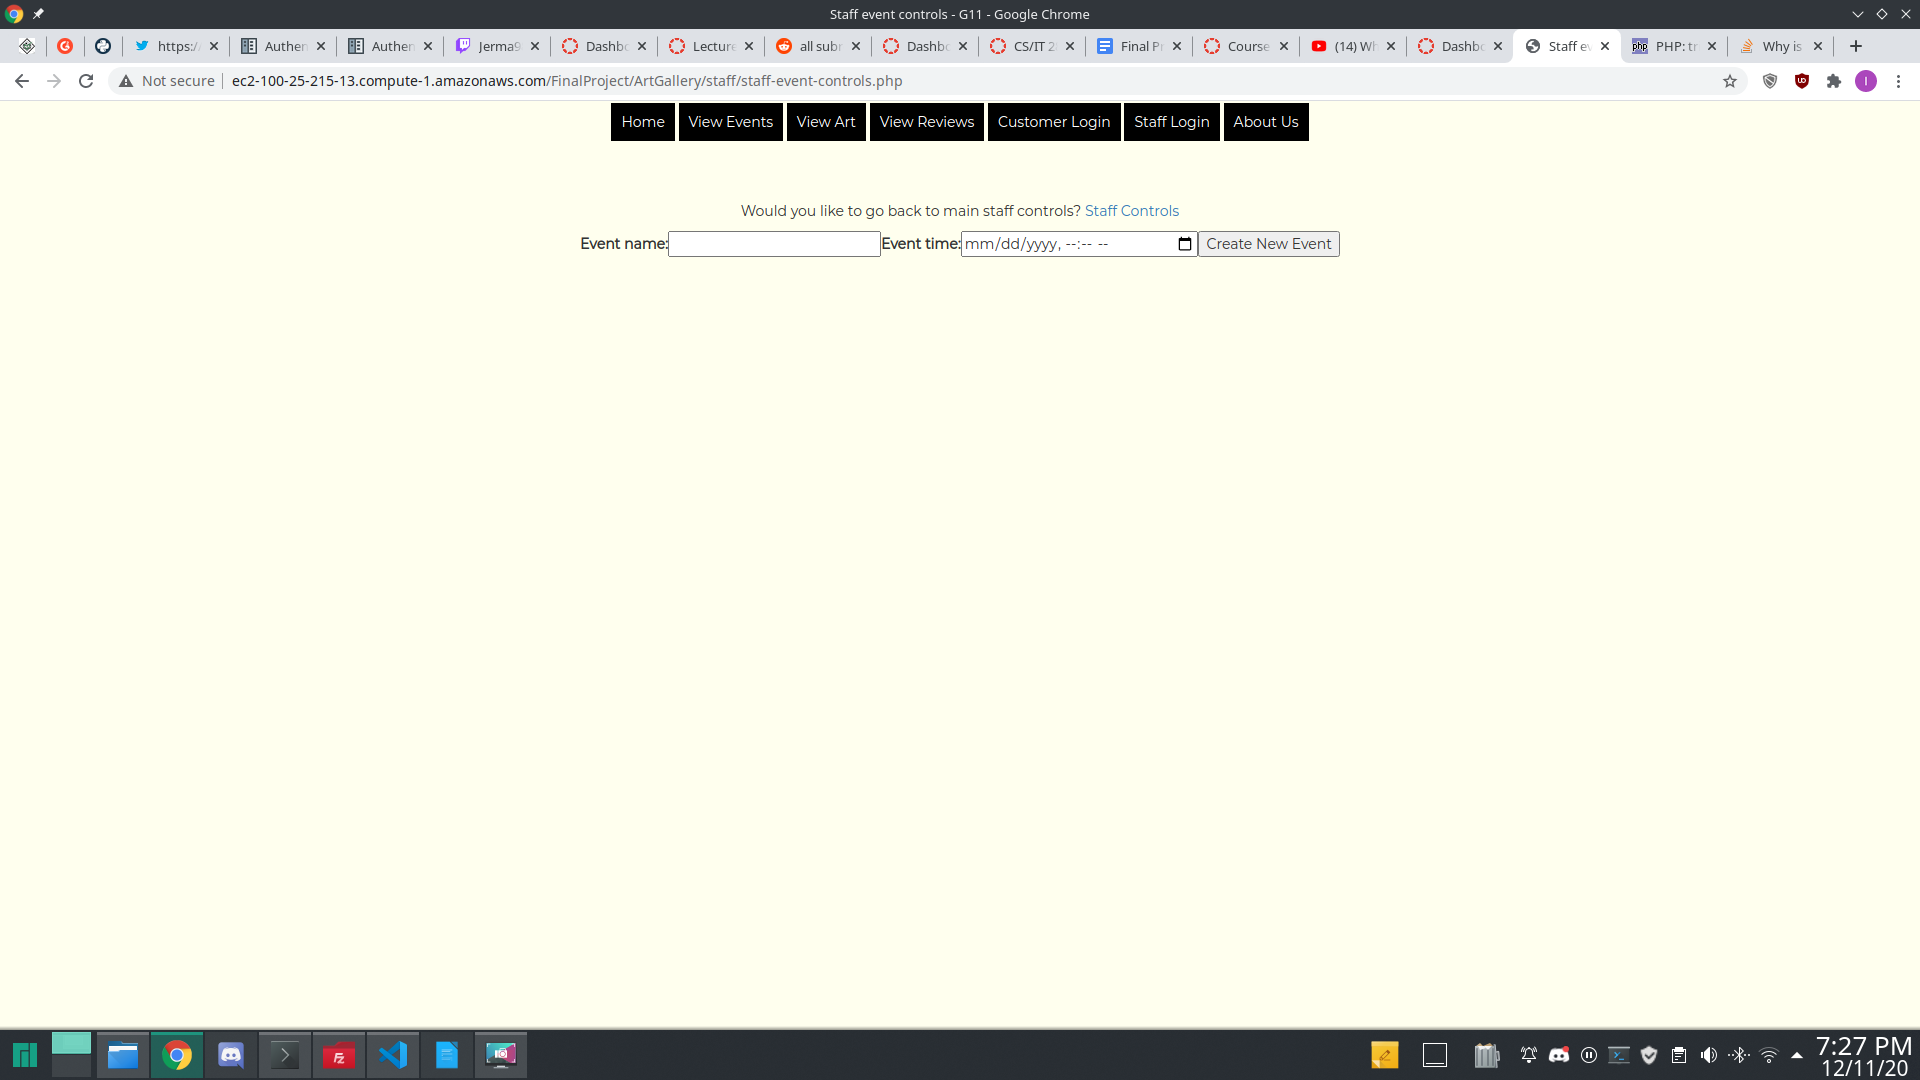 Staff event controls - G11 - Google Chrome
https:/
Authen
Authen
Jerma9
Dashbo
Lecture
all subr
Dashbo
CS/IT 2
Final Pr
Course
(14) Wh
Dashbo
Staff ev
PHP: tr
Why is
Not secure
ec2-100-25-215-13.compute-1.amazonaws.com/FinalProject/ArtGallery/staff/staff-event-controls.php
Home View Events View Art View Reviews Customer Login Staff Login About Us
Would you like to go back to main staff controls? Staff Controls
Event name: Event time: mm/dd/yyyy, --:-- -- Create New Event
7:27 PM
12/11/20